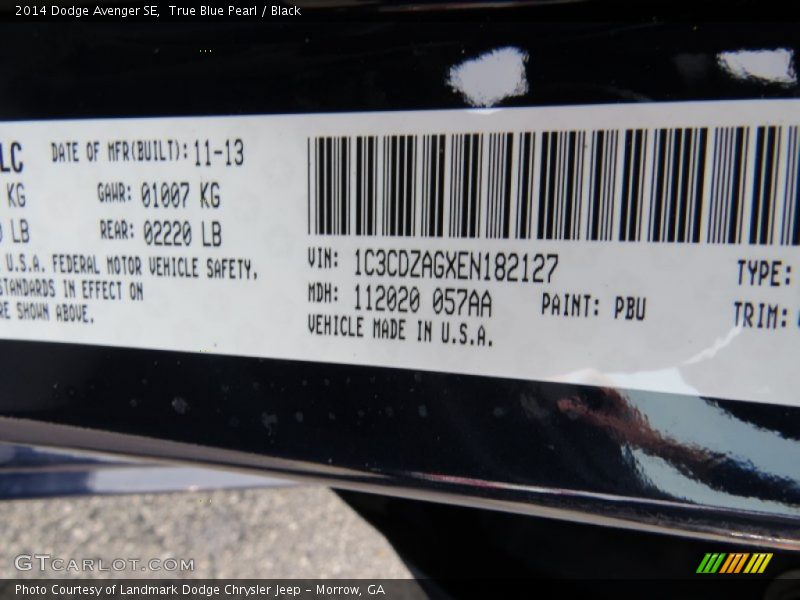 2014 Dodge Avenger SE,  True Blue Pearl / Black
LC DATE OF MFR(BUILT): 11-13
KG GAWR: 01007 KG
LB REAR: 02220 LB
U.S.A. FEDERAL MOTOR VEHICLE SAFETY,
STANDARDS IN EFFECT ON
RE SHOWN ABOVE.
VIN: 1C3CDZAGXEN182127 TYPE:
MDH: 112020 057AA PAINT: PBU TRIM:
VEHICLE MADE IN U.S.A.
GTCARLOT.COM
Photo Courtesy of Landmark Dodge Chrysler Jeep - Morrow, GA